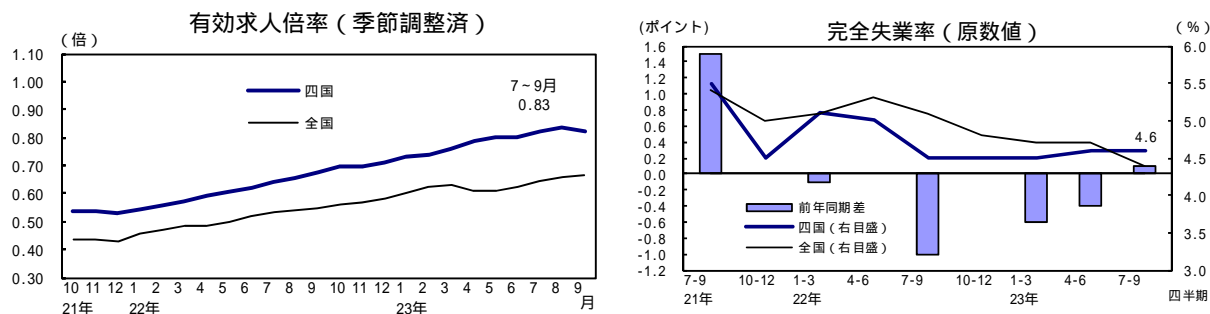 有効求人倍率（季節調整済）
（倍）
1.10
1.00
0.90
0.80
0.70
0.60
0.50
0.40
0.30
四国
全国
7～9月
0.83
10 11 12 1 2 3 4 5 6 7 8 9 10 11 12 1 2 3 4 5 6 7 8 9
21年 22年 23年 月
完全失業率（原数値）
(ポイント)
（％）
1.6
1.4
1.2
1.0
0.8
0.6
0.4
0.2
0.0
-0.2
-0.4
-0.6
-0.8
-1.0
-1.2
6.0
5.5
5.0
4.5
4.0
3.5
3.0
4.6
前年同期差
四国（右目盛）
全国（右目盛）
7-9 10-12 1-3 4-6 7-9 10-12 1-3 4-6 7-9
21年 22年 23年 四半期